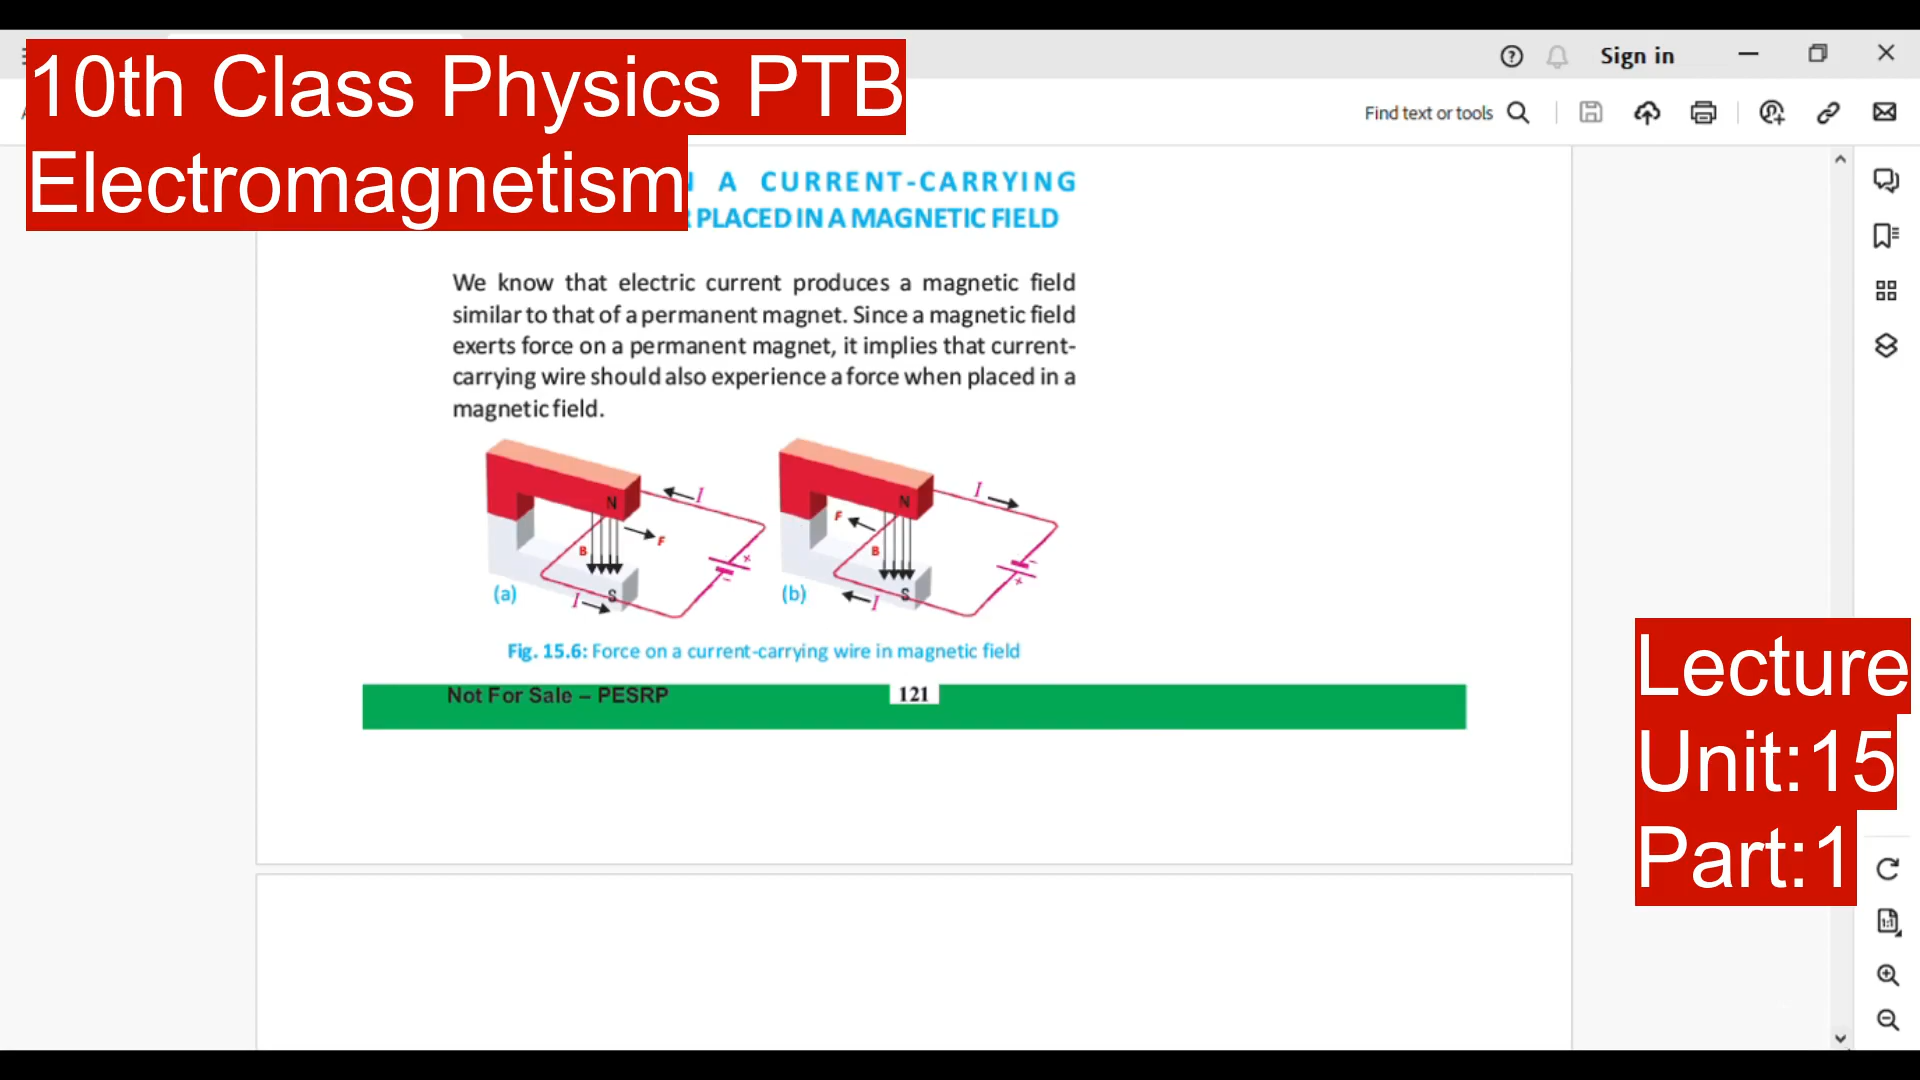 10th Class Physics PTB
Electromagnetism
Sign in
Find text or tools
A CURRENT-CARRYING
PLACED IN A MAGNETIC FIELD
We know that electric current produces a magnetic field
similar to that of a permanent magnet. Since a magnetic field
exerts force on a permanent magnet, it implies that current-
carrying wire should also experience a force when placed in a
magnetic field.
N I F B + - S I (a)
N I F B - + S I (b)
Fig. 15.6: Force on a current-carrying wire in magnetic field
Not For Sale – PESRP 121
Lecture
Unit:15
Part:1
1:1